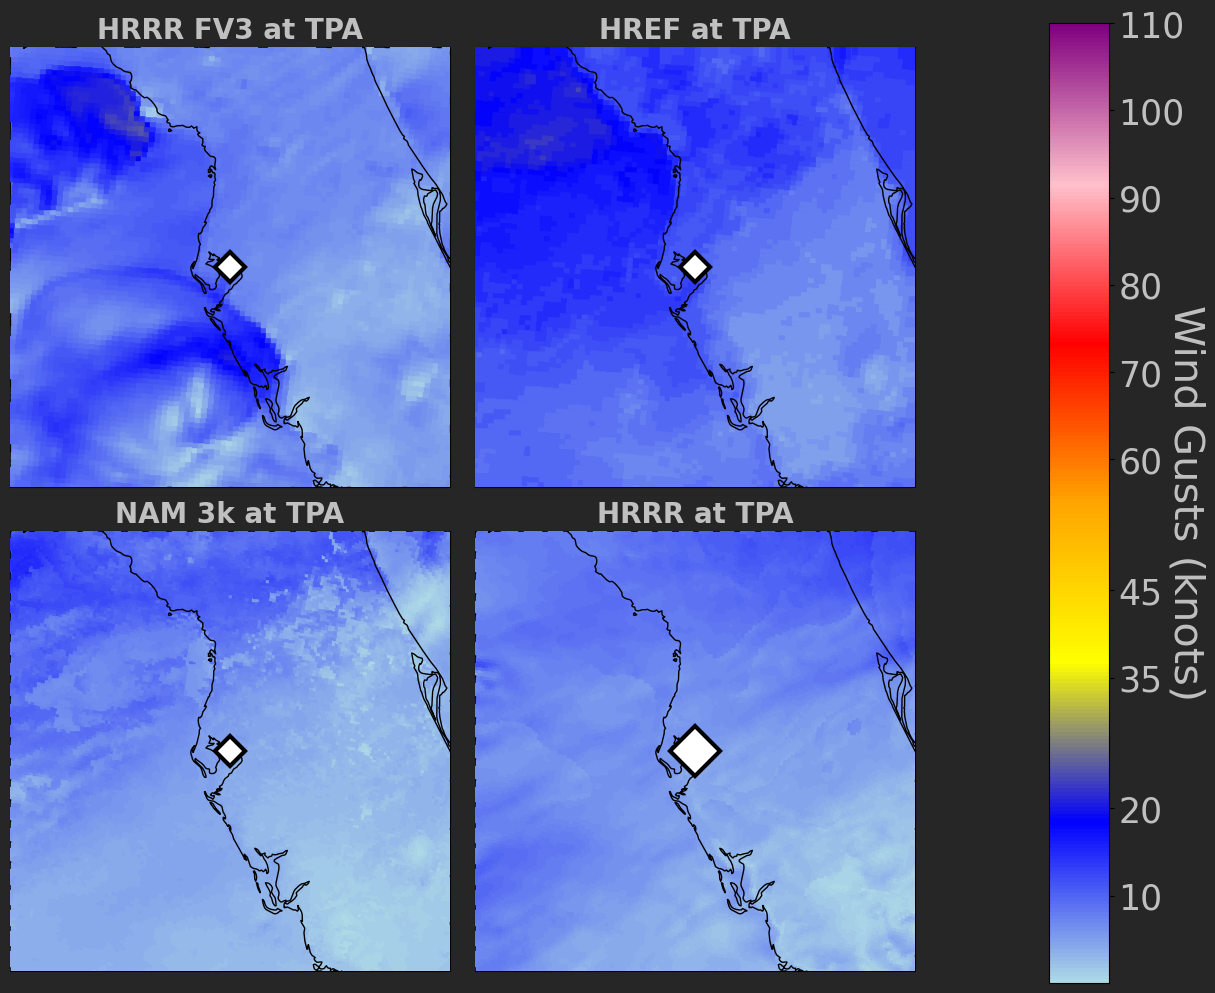 HRRR FV3 at TPA
HREF at TPA
NAM 3k at TPA
HRRR at TPA
110
100
90
80
70
60
45
35
20
10
Wind Gusts (knots)